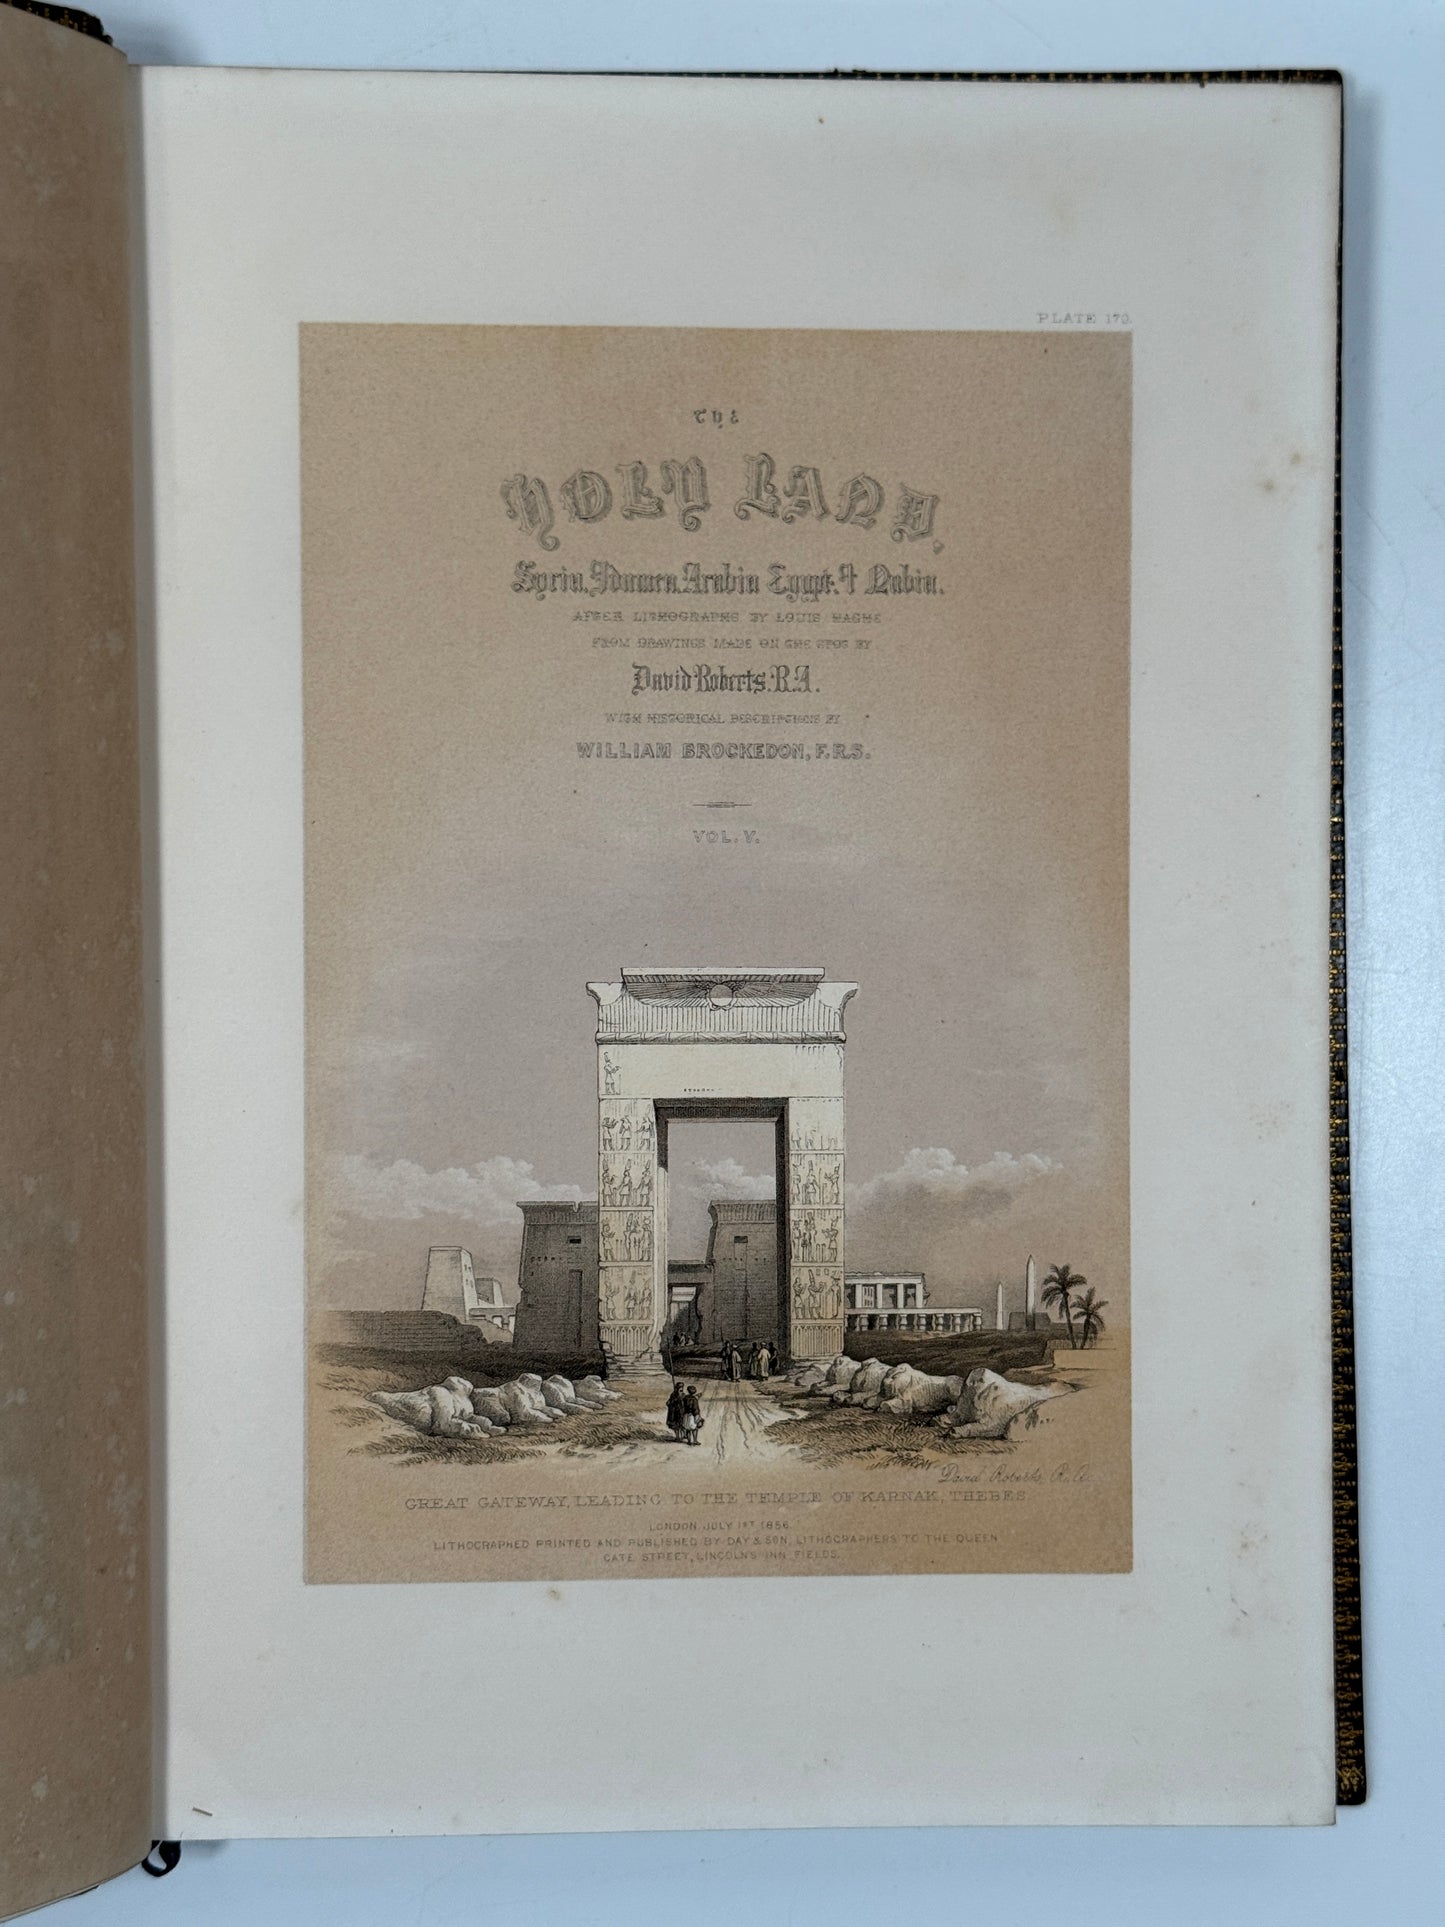 PLATE 170.
THE
HOLY LAND,
Syria, Idumea, Arabia, Egypt, & Nubia.
AFTER LITHOGRAPHS BY LOUIS HAGHE
FROM DRAWINGS MADE ON THE SPOT BY
David Roberts, R.A.
WITH HISTORICAL DESCRIPTIONS BY
WILLIAM BROCKEDON, F.R.S.
VOL. V.
David Roberts, R.A.
GREAT GATEWAY, LEADING TO THE TEMPLE OF KARNAK, THEBES
LONDON, JULY 1ST 1856.
LITHOGRAPHED PRINTED AND PUBLISHED BY DAY & SON, LITHOGRAPHERS TO THE QUEEN
GATE STREET, LINCOLN'S INN FIELDS.